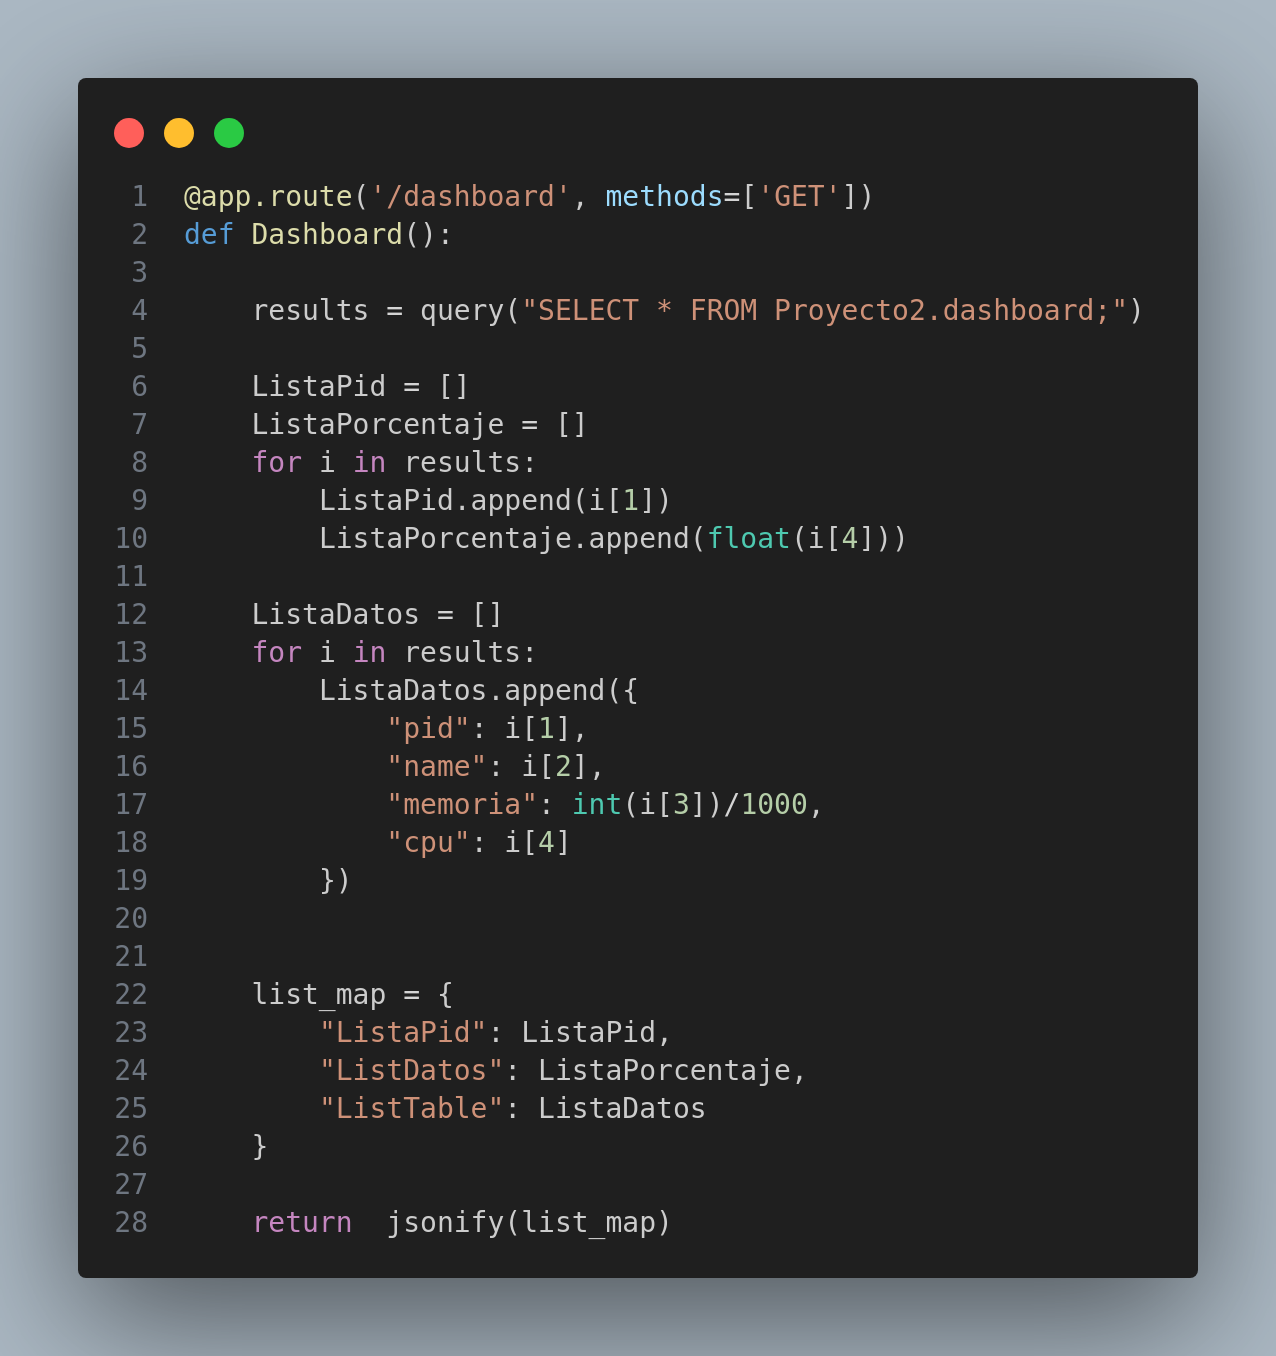 1 @app.route('/dashboard', methods=['GET'])
2 def Dashboard():
3
4     results = query("SELECT * FROM Proyecto2.dashboard;")
5
6     ListaPid = []
7     ListaPorcentaje = []
8     for i in results:
9         ListaPid.append(i[1])
10         ListaPorcentaje.append(float(i[4]))
11
12     ListaDatos = []
13     for i in results:
14         ListaDatos.append({
15             "pid": i[1],
16             "name": i[2],
17             "memoria": int(i[3])/1000,
18             "cpu": i[4]
19         })
20
21
22     list_map = {
23         "ListaPid": ListaPid,
24         "ListDatos": ListaPorcentaje,
25         "ListTable": ListaDatos
26     }
27
28     return  jsonify(list_map)